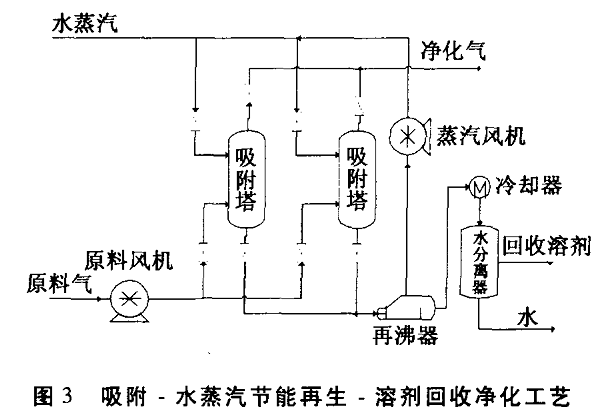 水蒸汽
净化气
蒸汽风机
吸附塔
吸附塔
M
冷却器
水分离器
回收溶剂
原料风机
原料气
再沸器
水
图 3 吸附 - 水蒸汽节能再生 - 溶剂回收净化工艺